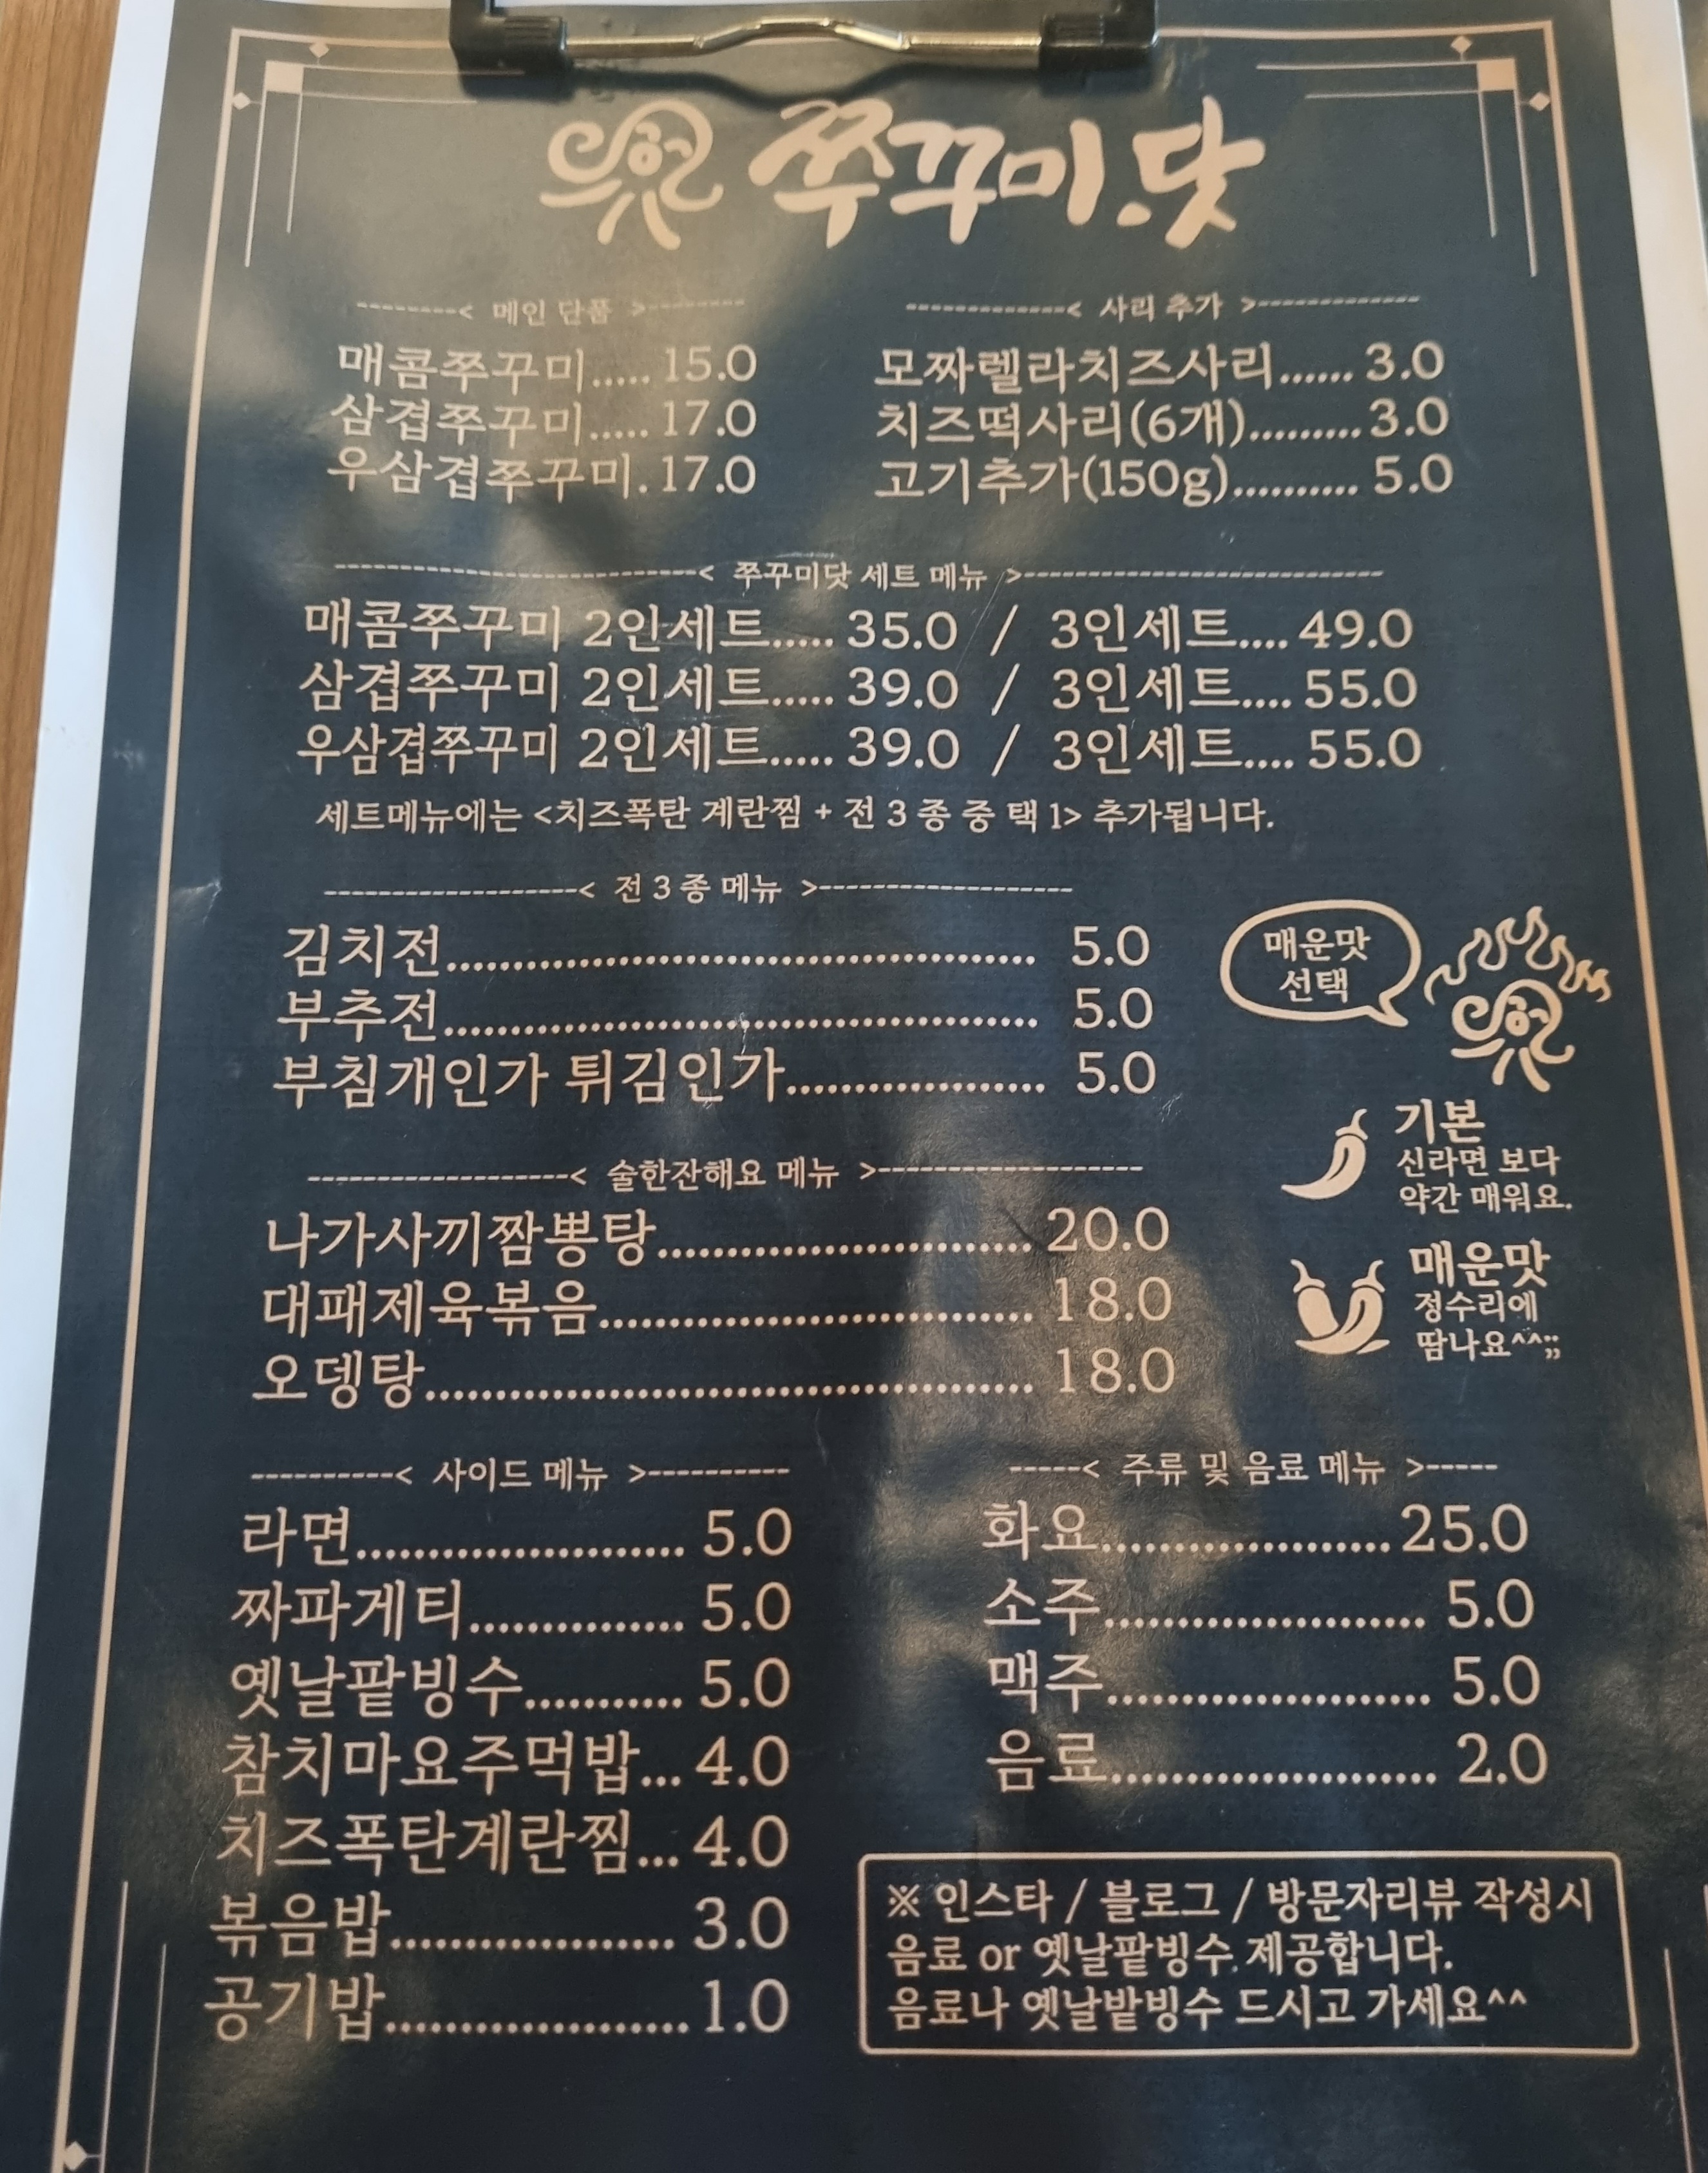 쭈꾸미.닷
< 메인 단품 >
매콤쭈꾸미..... 15.0
삼겹쭈꾸미..... 17.0
우삼겹쭈꾸미. 17.0
< 사리 추가 >
모짜렐라치즈사리...... 3.0
치즈떡사리(6개)......... 3.0
고기추가(150g).......... 5.0
< 쭈꾸미닷 세트 메뉴 >
매콤쭈꾸미 2인세트..... 35.0 / 3인세트.... 49.0
삼겹쭈꾸미 2인세트..... 39.0 / 3인세트.... 55.0
우삼겹쭈꾸미 2인세트..... 39.0 / 3인세트.... 55.0
세트메뉴에는 <치즈폭탄 계란찜 + 전 3 종 중 택 1> 추가됩니다.
< 전 3 종 메뉴 >
김치전............................................ 5.0
부추전............................................ 5.0
부침개인가 튀김인가................... 5.0
매운맛
선택
기본
신라면 보다
약간 매워요.
매운맛
정수리에
땀나요^^;;
< 술한잔해요 메뉴 >
나가사끼짬뽕탕........................... 20.0
대패제육볶음............................... 18.0
오뎅탕........................................... 18.0
< 사이드 메뉴 >
라면....................... 5.0
짜파게티............... 5.0
옛날팥빙수........... 5.0
참치마요주먹밥... 4.0
치즈폭탄계란찜... 4.0
볶음밥................... 3.0
공기밥.................... 1.0
< 주류 및 음료 메뉴 >
화요.................... 25.0
소주...................... 5.0
맥주...................... 5.0
음료...................... 2.0
※ 인스타 / 블로그 / 방문자리뷰 작성시
음료 or 옛날팥빙수 제공합니다.
음료나 옛날밭빙수 드시고 가세요^^